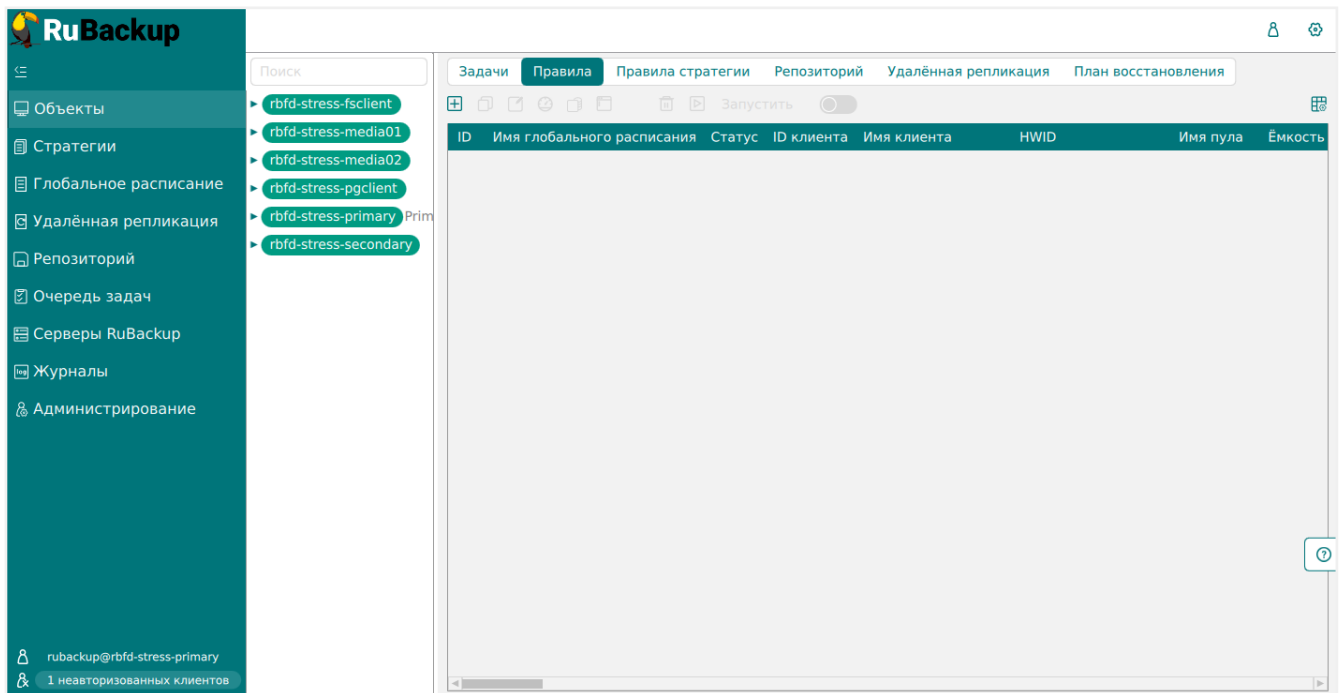 RuBackup
Объекты
Стратегии
Глобальное расписание
Удалённая репликация
Репозиторий
Очередь задач
Серверы RuBackup
Журналы
Администрирование
rubackup@rbfd-stress-primary
1 неавторизованных клиентов
Поиск
rbfd-stress-fsclient
rbfd-stress-media01
rbfd-stress-media02
rbfd-stress-pgclient
rbfd-stress-primary Prim
rbfd-stress-secondary
Задачи Правила Правила стратегии Репозиторий Удалённая репликация План восстановления
Запустить
ID Имя глобального расписания Статус ID клиента Имя клиента HWID Имя пула Ёмкость